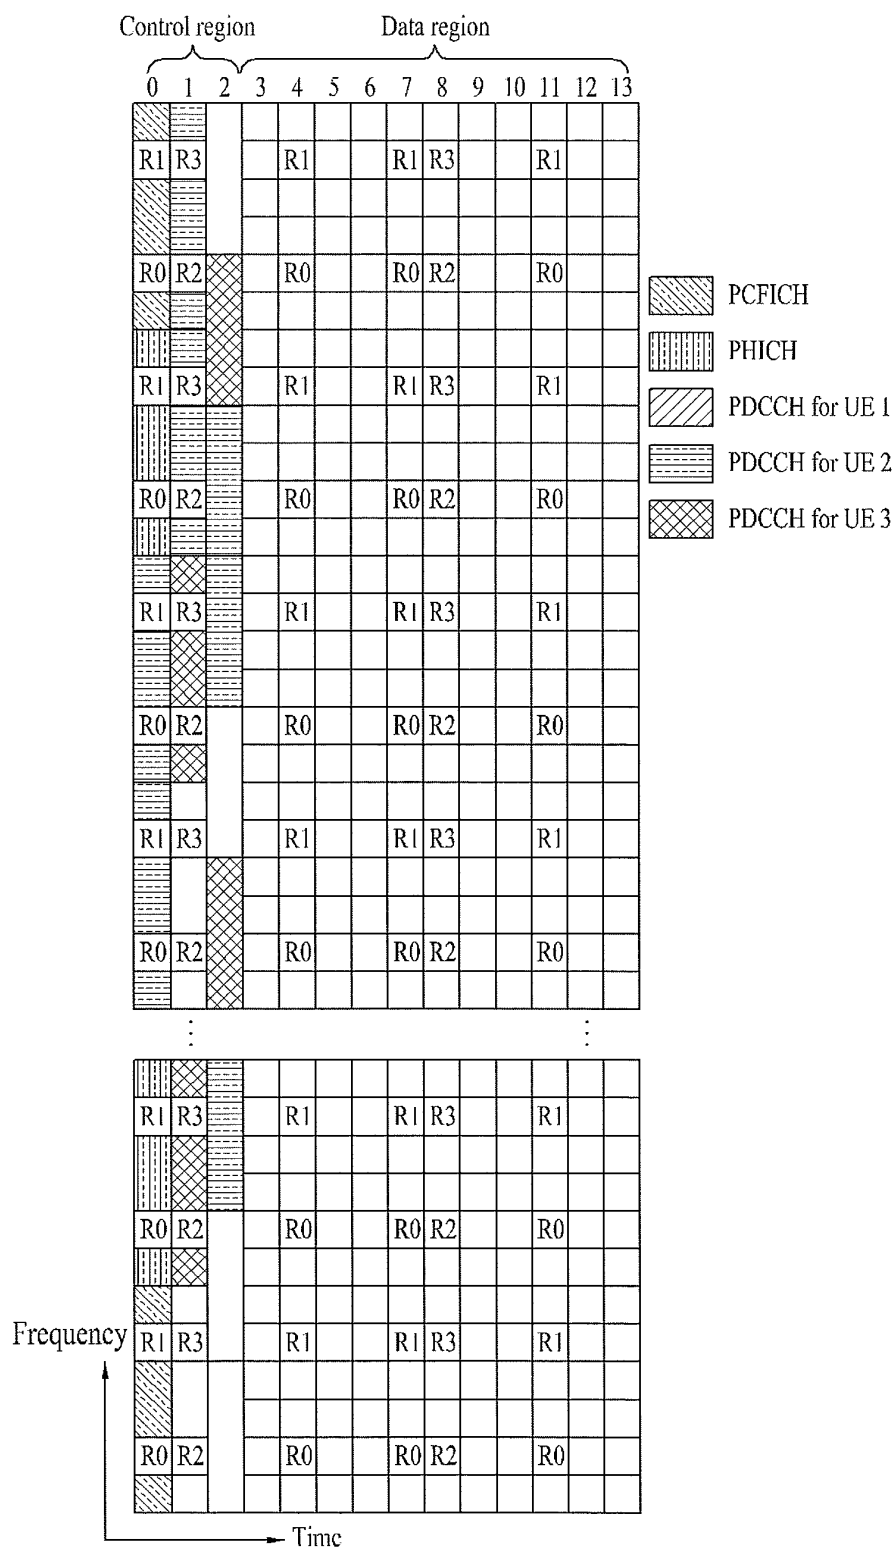 Control region Data region
0 1 2 3 4 5 6 7 8 9 10 11 12 13
R1 R3 R1 R1 R3 R1
R0 R2 R0 R0 R2 R0
PCFICH
PHICH
R1 R3 R1 R1 R3 R1
PDCCH for UE 1
PDCCH for UE 2
R0 R2 R0 R0 R2 R0
PDCCH for UE 3
R1 R3 R1 R1 R3 R1
R0 R2 R0 R0 R2 R0
R1 R3 R1 R1 R3 R1
R0 R2 R0 R0 R2 R0
R1 R3 R1 R1 R3 R1
R0 R2 R0 R0 R2 R0
Frequency R1 R3 R1 R1 R3 R1
R0 R2 R0 R0 R2 R0
Time